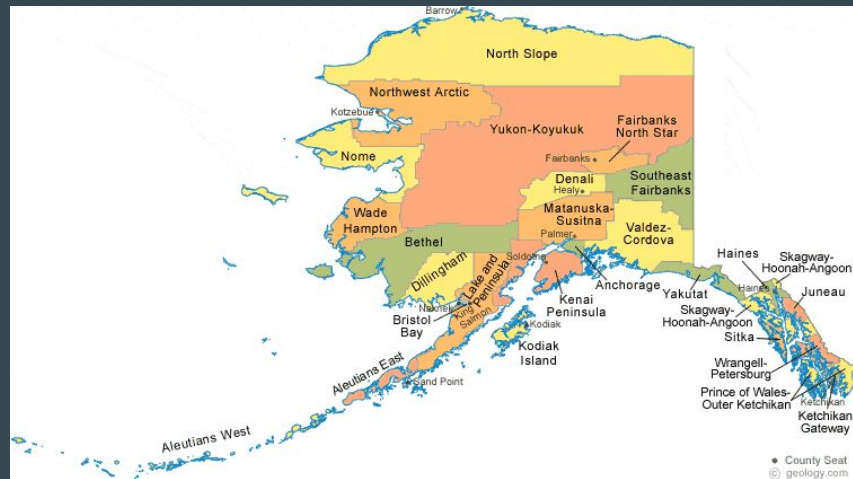 Barrow
North Slope
Northwest Arctic
Kotzebue
Yukon-Koyukuk
Fairbanks
North Star
Fairbanks
Nome
Denali
Healy
Southeast
Fairbanks
Wade
Hampton
Matanuska-
Susitna
Palmer
Valdez-
Cordova
Bethel
Dillingham
Lake and
Peninsula
Soldotna
Anchorage
Kenai
Peninsula
Naknek
King
Salmon
Bristol
Bay
Kodiak
Kodiak
Island
Aleutians East
Sand Point
Aleutians West
Yakutat
Haines
Haines
Skagway-
Hoonah-Angoon
Juneau
Skagway-
Hoonah-Angoon
Sitka
Wrangell-
Petersburg
Prince of Wales-
Outer Ketchikan
Ketchikan
Ketchikan
Gateway
County Seat
© geology.com